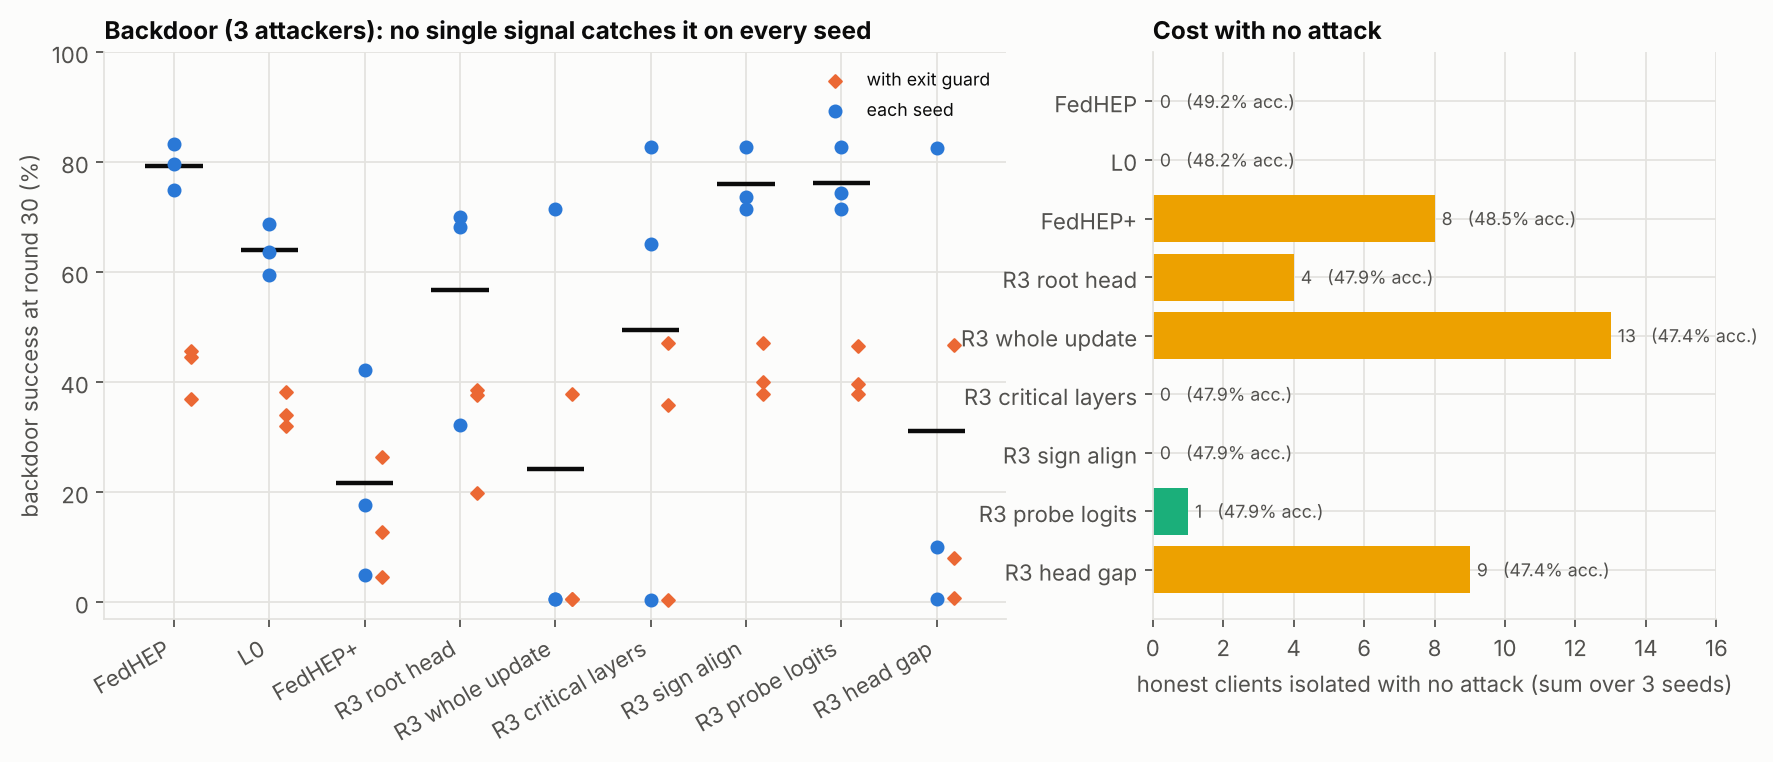 Backdoor (3 attackers): no single signal catches it on every seed
with exit guard
each seed
backdoor success at round 30 (%)
100
80
60
40
20
0
FedHEP
L0
FedHEP+
R3 root head
R3 whole update
R3 critical layers
R3 sign align
R3 probe logits
R3 head gap
Cost with no attack
FedHEP 0 (49.2% acc.)
L0 0 (48.2% acc.)
FedHEP+ 8 (48.5% acc.)
R3 root head 4 (47.9% acc.)
R3 whole update 13 (47.4% acc.)
R3 critical layers 0 (47.9% acc.)
R3 sign align 0 (47.9% acc.)
R3 probe logits 1 (47.9% acc.)
R3 head gap 9 (47.4% acc.)
0 2 4 6 8 10 12 14 16
honest clients isolated with no attack (sum over 3 seeds)